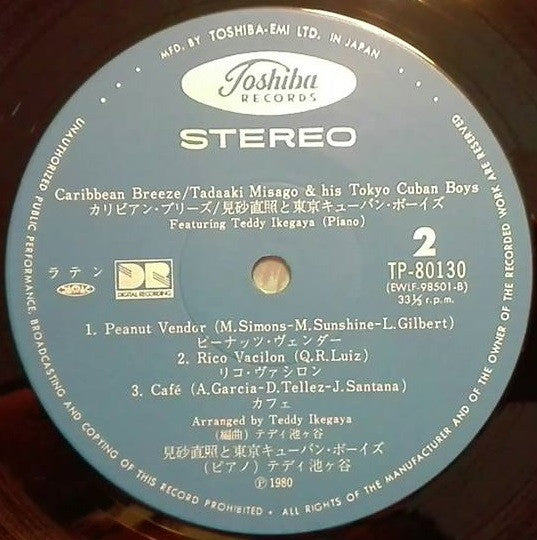 MFD. BY TOSHIBA-EMI LTD. IN JAPAN
Toshiba
RECORDS
STEREO
Caribbean Breeze/Tadaaki Misago & his Tokyo Cuban Boys
カリビアン・ブリーズ/見砂直照と東京キューバン・ボーイズ
Featuring Teddy Ikegaya (Piano)
2
TP-80130
(EWLF-98501-B)
33⅓ r.p.m.
ラテン
DIGITAL RECORDING
1. Peanut Vendor (M.Simons-M.Sunshine-L.Gilbert)
ピーナッツ・ヴェンダー
2. Rico Vacilon (Q.R.Luiz)
リコ・ヴァシロン
3. Café (A.Garcia-D.Tellez-J.Santana)
カフェ
Arranged by Teddy Ikegaya
(編曲) テディ池ヶ谷
見砂直照と東京キューバン・ボーイズ
(ピアノ) テディ池ヶ谷
Ⓟ 1980
UNAUTHORIZED PUBLIC PERFORMANCE, BROADCASTING AND COPYING OF THIS RECORD PROHIBITED • ALL RIGHTS OF THE MANUFACTURER AND OF THE OWNER OF THE RECORDED WORK ARE RESERVED